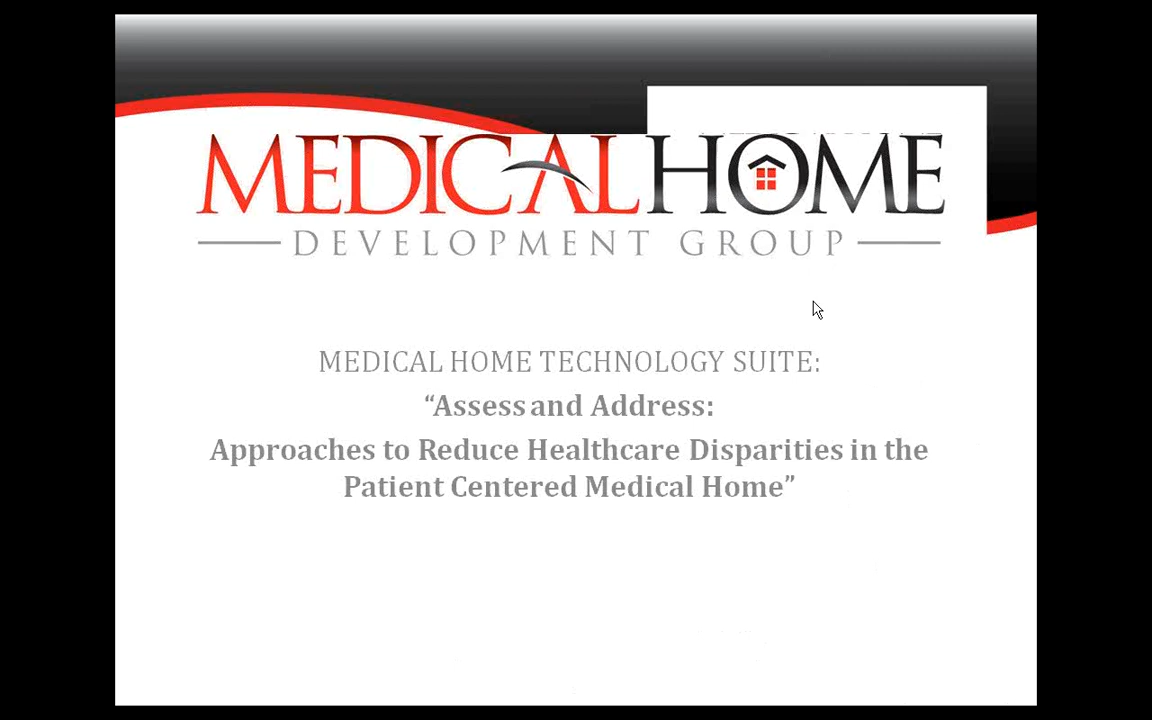 MEDICAL HOME
DEVELOPMENT GROUP
MEDICAL HOME TECHNOLOGY SUITE:
“Assess and Address:
Approaches to Reduce Healthcare Disparities in the
Patient Centered Medical Home”